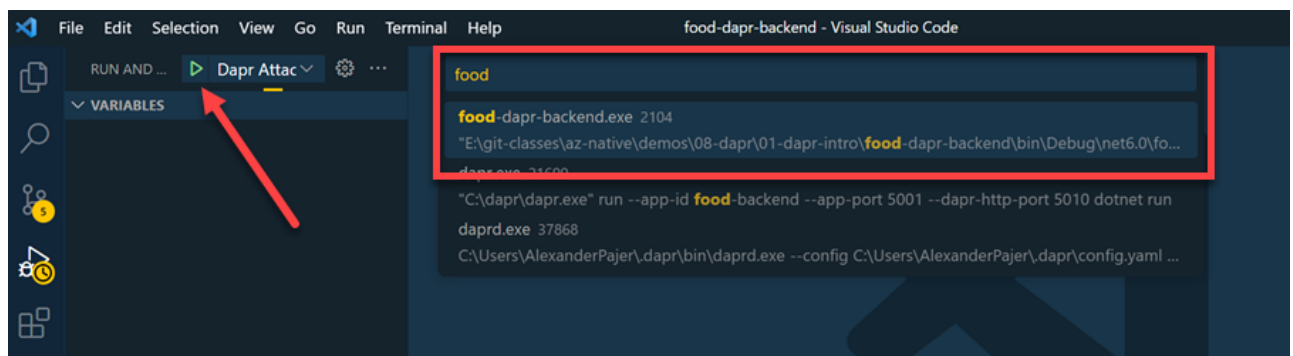 File Edit Selection View Go Run Terminal Help food-dapr-backend - Visual Studio Code
RUN AND ... Dapr Attac
VARIABLES
food
food-dapr-backend.exe 2104
"E:\git-classes\az-native\demos\08-dapr\01-dapr-intro\food-dapr-backend\bin\Debug\net6.0\fo...
dapr.exe
"C:\dapr\dapr.exe" run --app-id food-backend --app-port 5001 --dapr-http-port 5010 dotnet run
daprd.exe 37868
C:\Users\AlexanderPajer\.dapr\bin\daprd.exe --config C:\Users\AlexanderPajer\.dapr\config.yaml ...
5